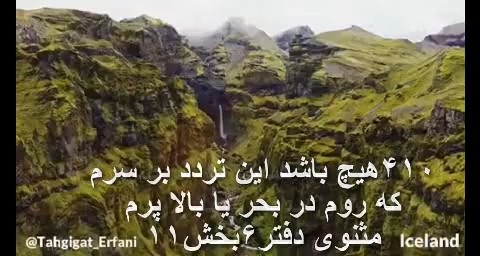 ۴۱۰هیچ باشد این تردد بر سرم
که روم در بحر یا بالا پرم
مثنوی دفتر۶بخش۱۱
@Tahgigat_Erfani
Iceland